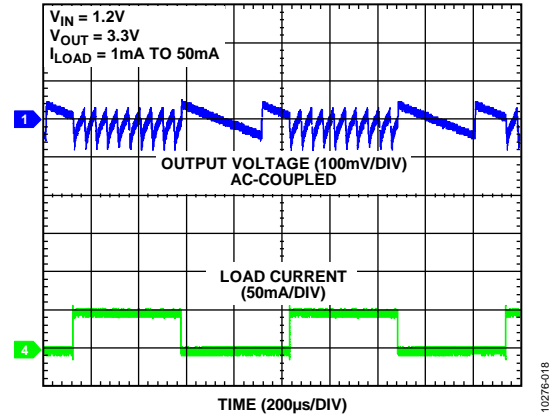 V_IN = 1.2V
V_OUT = 3.3V
I_LOAD = 1mA TO 50mA
1
OUTPUT VOLTAGE (100mV/DIV)
AC-COUPLED
LOAD CURRENT
(50mA/DIV)
4
TIME (200µs/DIV)
10276-018